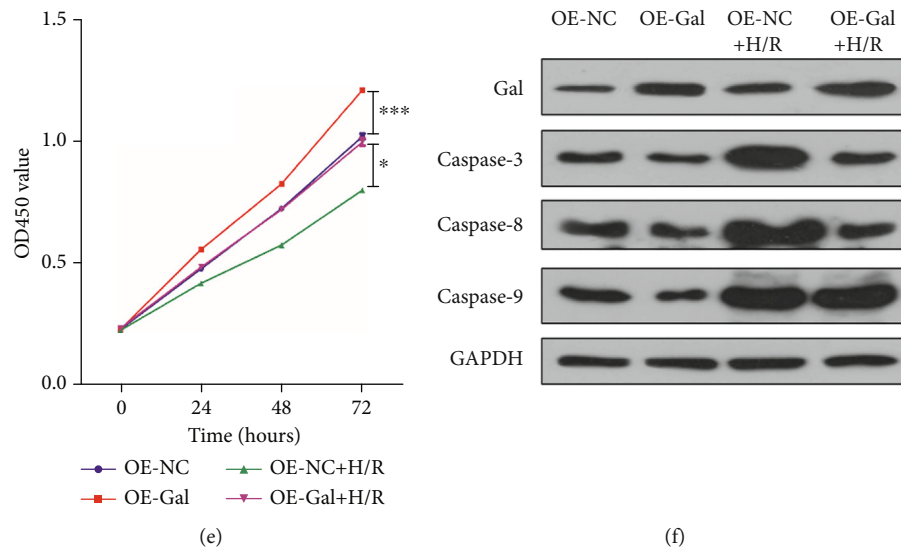 1.5
1.0
0.5
0.0
OD450 value
0 24 48 72
Time (hours)
***
*
OE-NC OE-NC+H/R
OE-Gal OE-Gal+H/R
(e)
OE-NC OE-Gal OE-NC OE-Gal
+H/R +H/R
Gal
Caspase-3
Caspase-8
Caspase-9
GAPDH
(f)